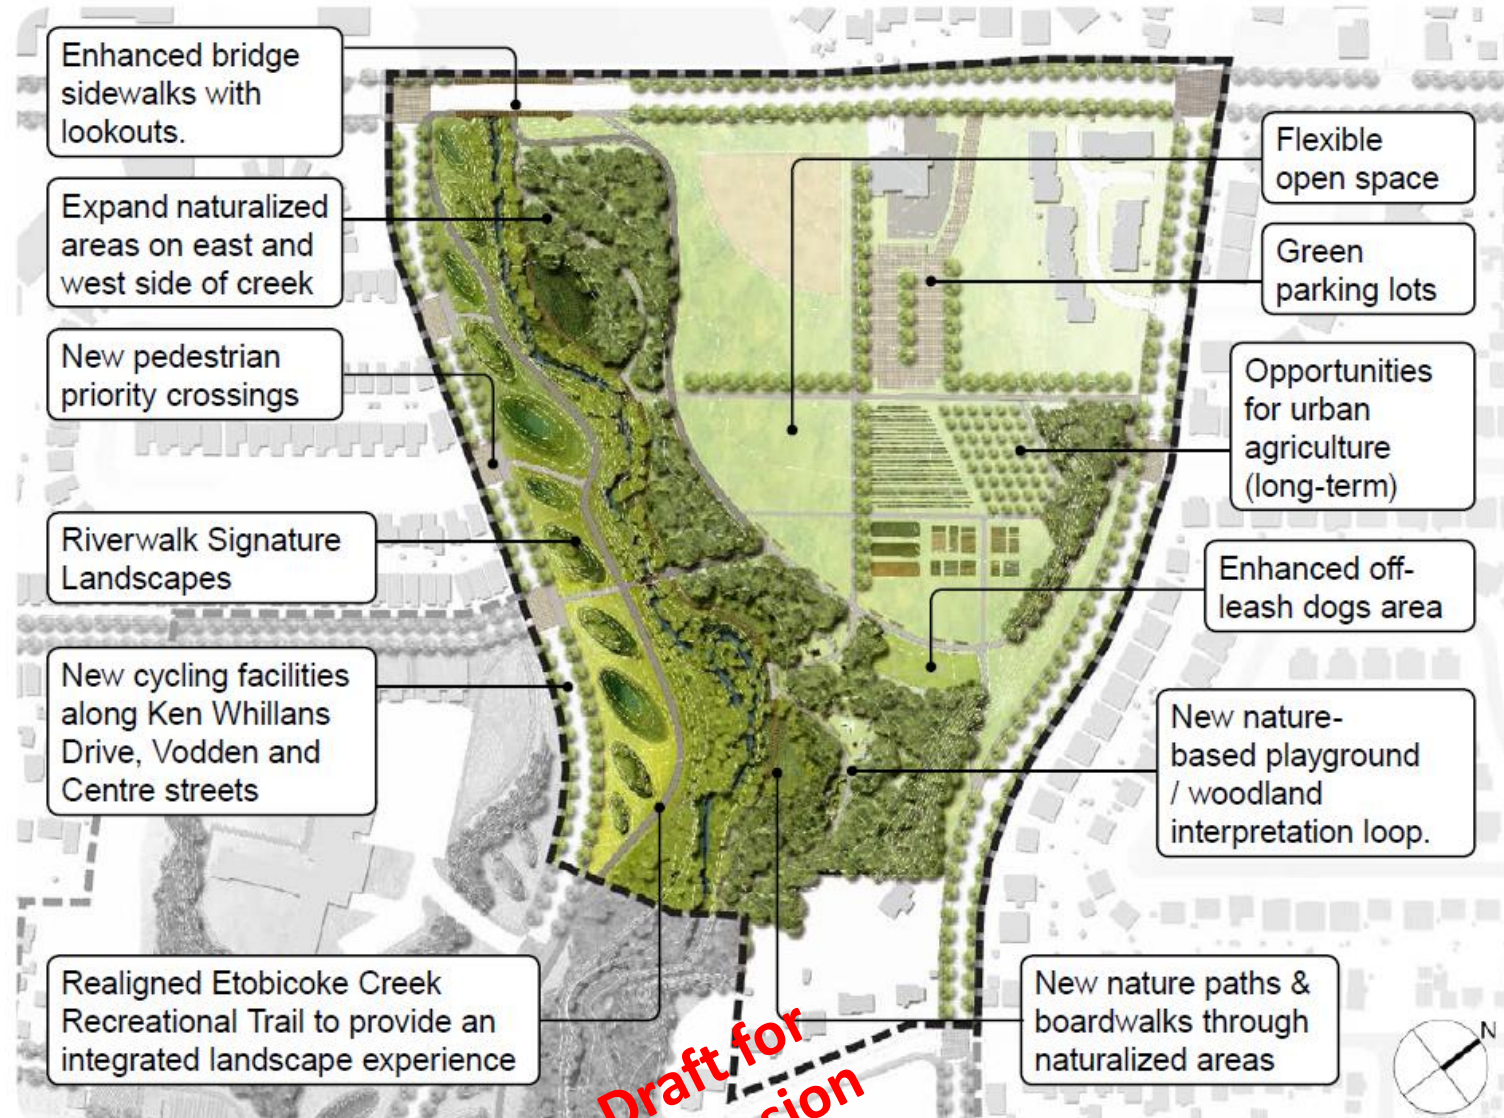 Enhanced bridge
sidewalks with
lookouts.
Expand naturalized
areas on east and
west side of creek
New pedestrian
priority crossings
Riverwalk Signature
Landscapes
New cycling facilities
along Ken Whillans
Drive, Vodden and
Centre streets
Realigned Etobicoke Creek
Recreational Trail to provide an
integrated landscape experience
Flexible
open space
Green
parking lots
Opportunities
for urban
agriculture
(long-term)
Enhanced off-
leash dogs area
New nature-
based playground
/ woodland
interpretation loop.
New nature paths &
boardwalks through
naturalized areas
N
Draft for